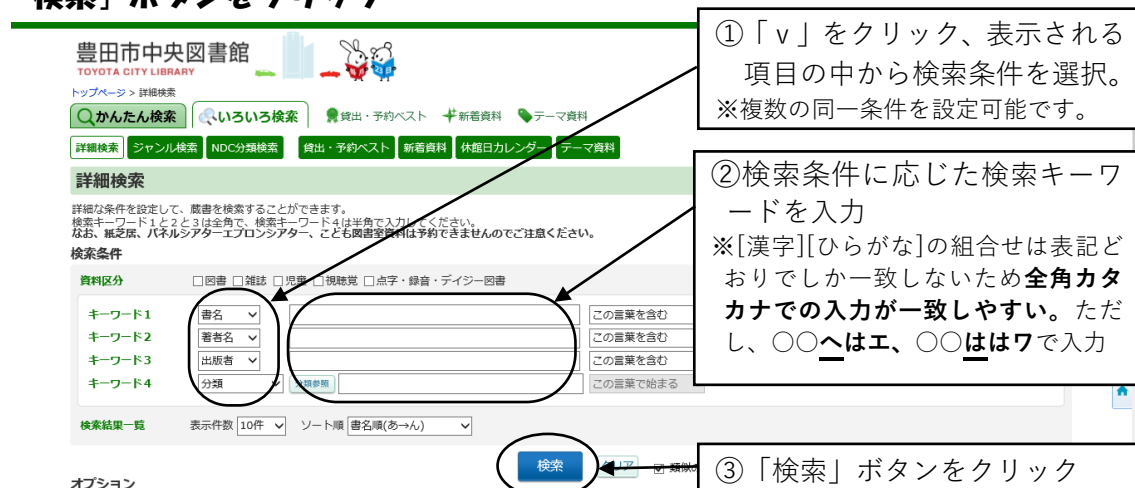 検索」ボタンをクリック
豊田市中央図書館
TOYOTA CITY LIBRARY
トップページ > 詳細検索
かんたん検索 いろいろ検索 貸出・予約ベスト 新着資料 テーマ資料
詳細検索 ジャンル検索 NDC分類検索 貸出・予約ベスト 新着資料 休館日カレンダー テーマ資料
詳細検索
詳細な条件を設定して、蔵書を検索することができます。
検索キーワード1と2と3は全角で、検索キーワード4は半角で入力してください。
なお、紙芝居、パネルシアターエプロンシアター、こども図書室資料は予約できませんのでご注意ください。
検索条件
資料区分 □図書 □雑誌 □児童 □視聴覚 □点字・録音・デイジー図書
キーワード1 書名 この言葉を含む
キーワード2 著者名 この言葉を含む
キーワード3 出版者 この言葉を含む
キーワード4 分類 分類参照 この言葉で始まる
検索結果一覧 表示件数 10件 ソート順 書名順(あ→ん)
検索 クリア 類似
オプション
①「v」をクリック、表示される
項目の中から検索条件を選択。
※複数の同一条件を設定可能です。
②検索条件に応じた検索キーワ
ードを入力
※[漢字][ひらがな]の組合せは表記ど
おりでしか一致しないため全角カタ
カナでの入力が一致しやすい。ただ
し、○○へはエ、○○ははワで入力
③「検索」ボタンをクリック